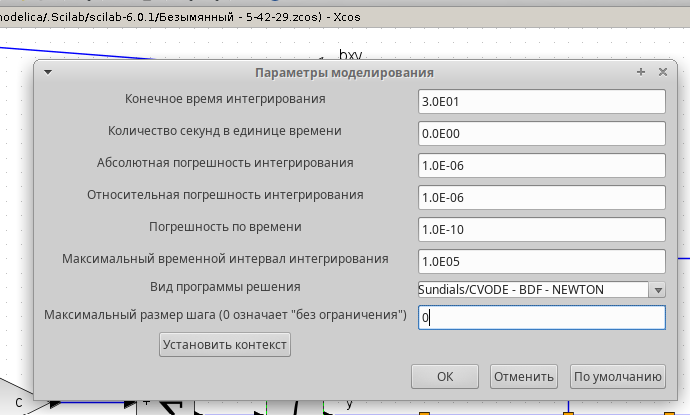 modelica/.Scilab/scilab-6.0.1/Безымянный - 5-42-29.zcos) - Xcos
bxv
Параметры моделирования
Конечное время интегрирования 3.0E01
Количество секунд в единице времени 0.0E00
Абсолютная погрешность интегрирования 1.0E-06
Относительная погрешность интегрирования 1.0E-06
Погрешность по времени 1.0E-10
Максимальный временной интервал интегрирования 1.0E05
Вид программы решения Sundials/CVODE - BDF - NEWTON
Максимальный размер шага (0 означает "без ограничения") 0
Установить контекст
ОК Отменить По умолчанию
c + y